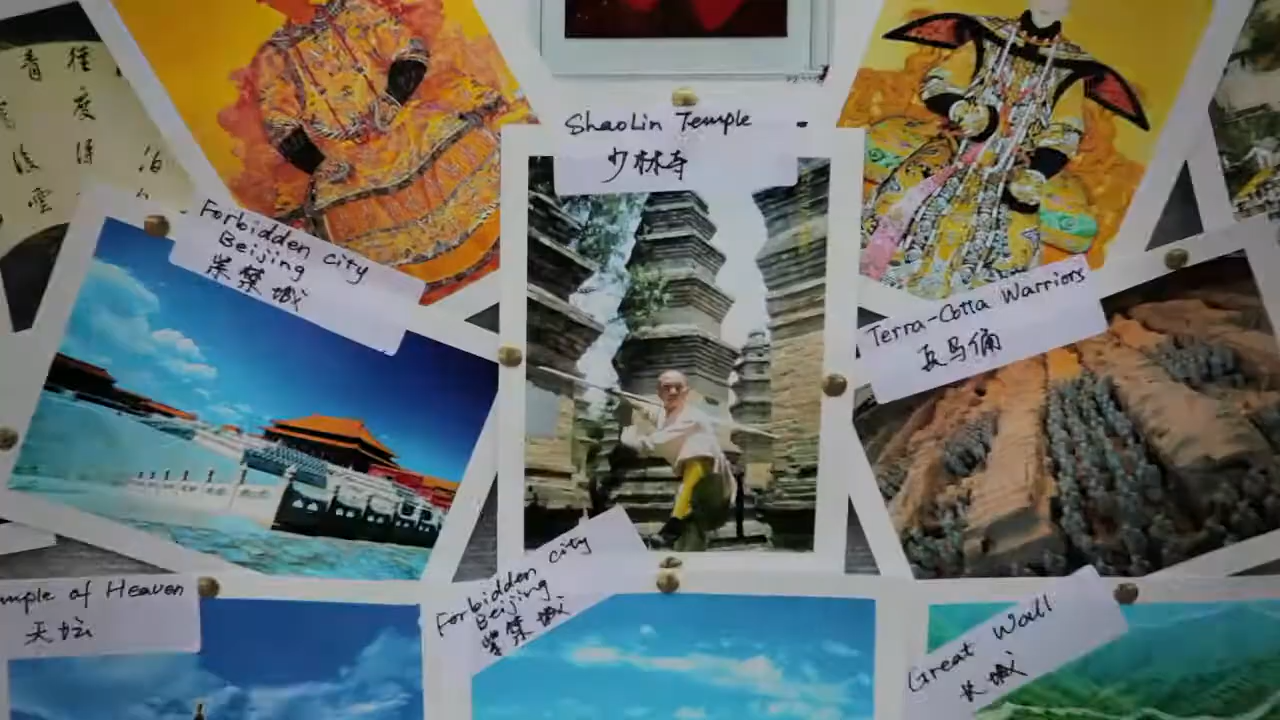 Shaolin Temple
少林寺
Forbidden city
Beijing
紫禁城
Terra-Cotta Warriors
兵马俑
mple of Heaven
天坛
Forbidden city
Beijing
紫禁城
Great Wall
长城